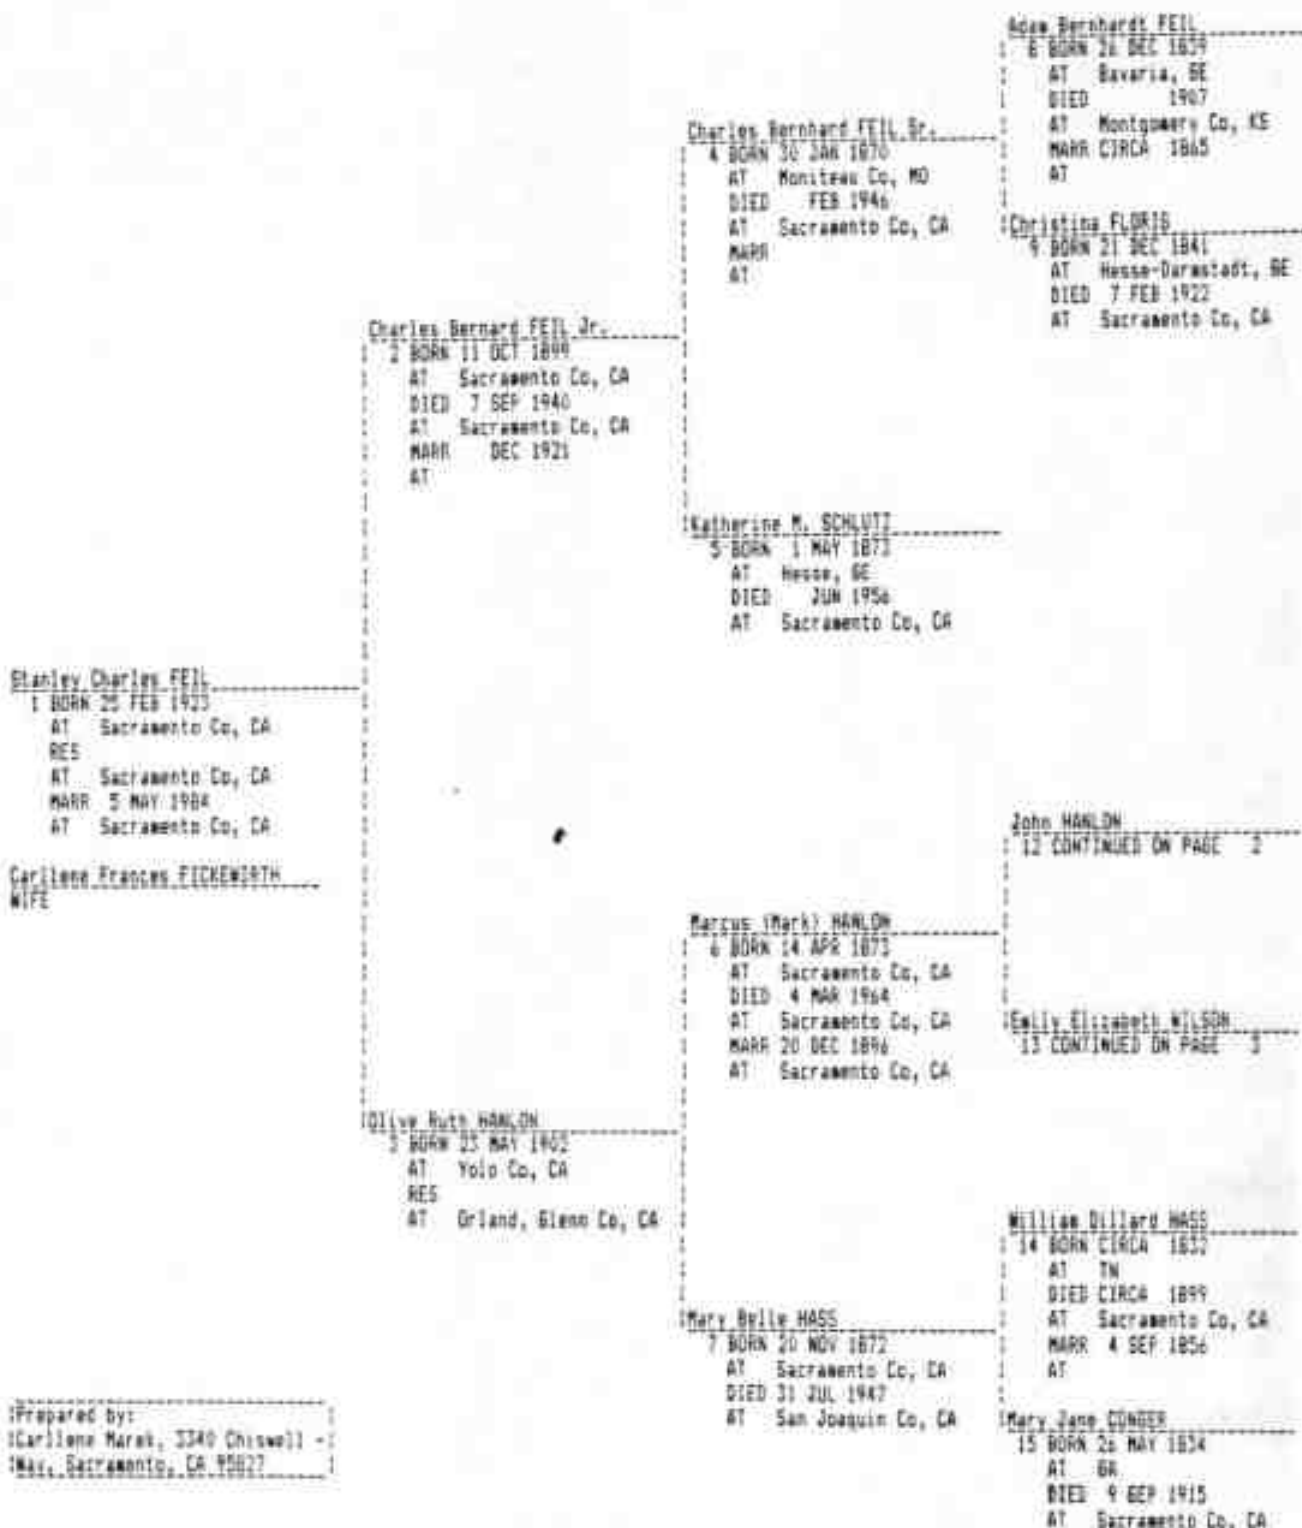 Stanley Charles FEIL
1 BORN 25 FEB 1923
AT Sacramento Co, CA
RES
AT Sacramento Co, CA
MARR 5 MAY 1984
AT Sacramento Co, CA
Carllene Frances FICKEWIRTH
WIFE
Charles Bernard FEIL Jr.
2 BORN 11 OCT 1899
AT Sacramento Co, CA
DIED 7 SEP 1940
AT Sacramento Co, CA
MARR DEC 1921
AT
Olive Ruth HANLON
3 BORN 23 MAY 1902
AT Yolo Co, CA
RES
AT Orland, Glenn Co, CA
Charles Bernhard FEIL Sr.
4 BORN 30 JAN 1870
AT Moniteau Co, MO
DIED FEB 1946
AT Sacramento Co, CA
MARR
AT
Katherine M. SCHLUTZ
5 BORN 1 MAY 1873
AT Hesse, GE
DIED JUN 1956
AT Sacramento Co, CA
Marcus (Mark) HANLON
6 BORN 14 APR 1873
AT Sacramento Co, CA
DIED 4 MAR 1964
AT Sacramento Co, CA
MARR 20 DEC 1896
AT Sacramento Co, CA
Mary Belle HASS
7 BORN 20 NOV 1872
AT Sacramento Co, CA
DIED 31 JUL 1947
AT San Joaquin Co, CA
Adam Bernhardt FEIL
8 BORN 26 DEC 1839
AT Bavaria, GE
DIED 1907
AT Montgomery Co, KS
MARR CIRCA 1865
AT
Christina FLORIS
9 BORN 21 DEC 1841
AT Hesse-Darmstadt, GE
DIED 7 FEB 1922
AT Sacramento Co, CA
John HANLON
12 CONTINUED ON PAGE 2
Emily Elizabeth WILSON
13 CONTINUED ON PAGE 3
William Dillard HASS
14 BORN CIRCA 1832
AT TN
DIED CIRCA 1899
AT Sacramento Co, CA
MARR 4 SEP 1856
AT
Mary Jane CONGER
15 BORN 26 MAY 1834
AT GA
DIED 9 SEP 1915
AT Sacramento Co, CA
Prepared by:
Carllene Marek, 3340 Chiswell -
Way, Sacramento, CA 95827